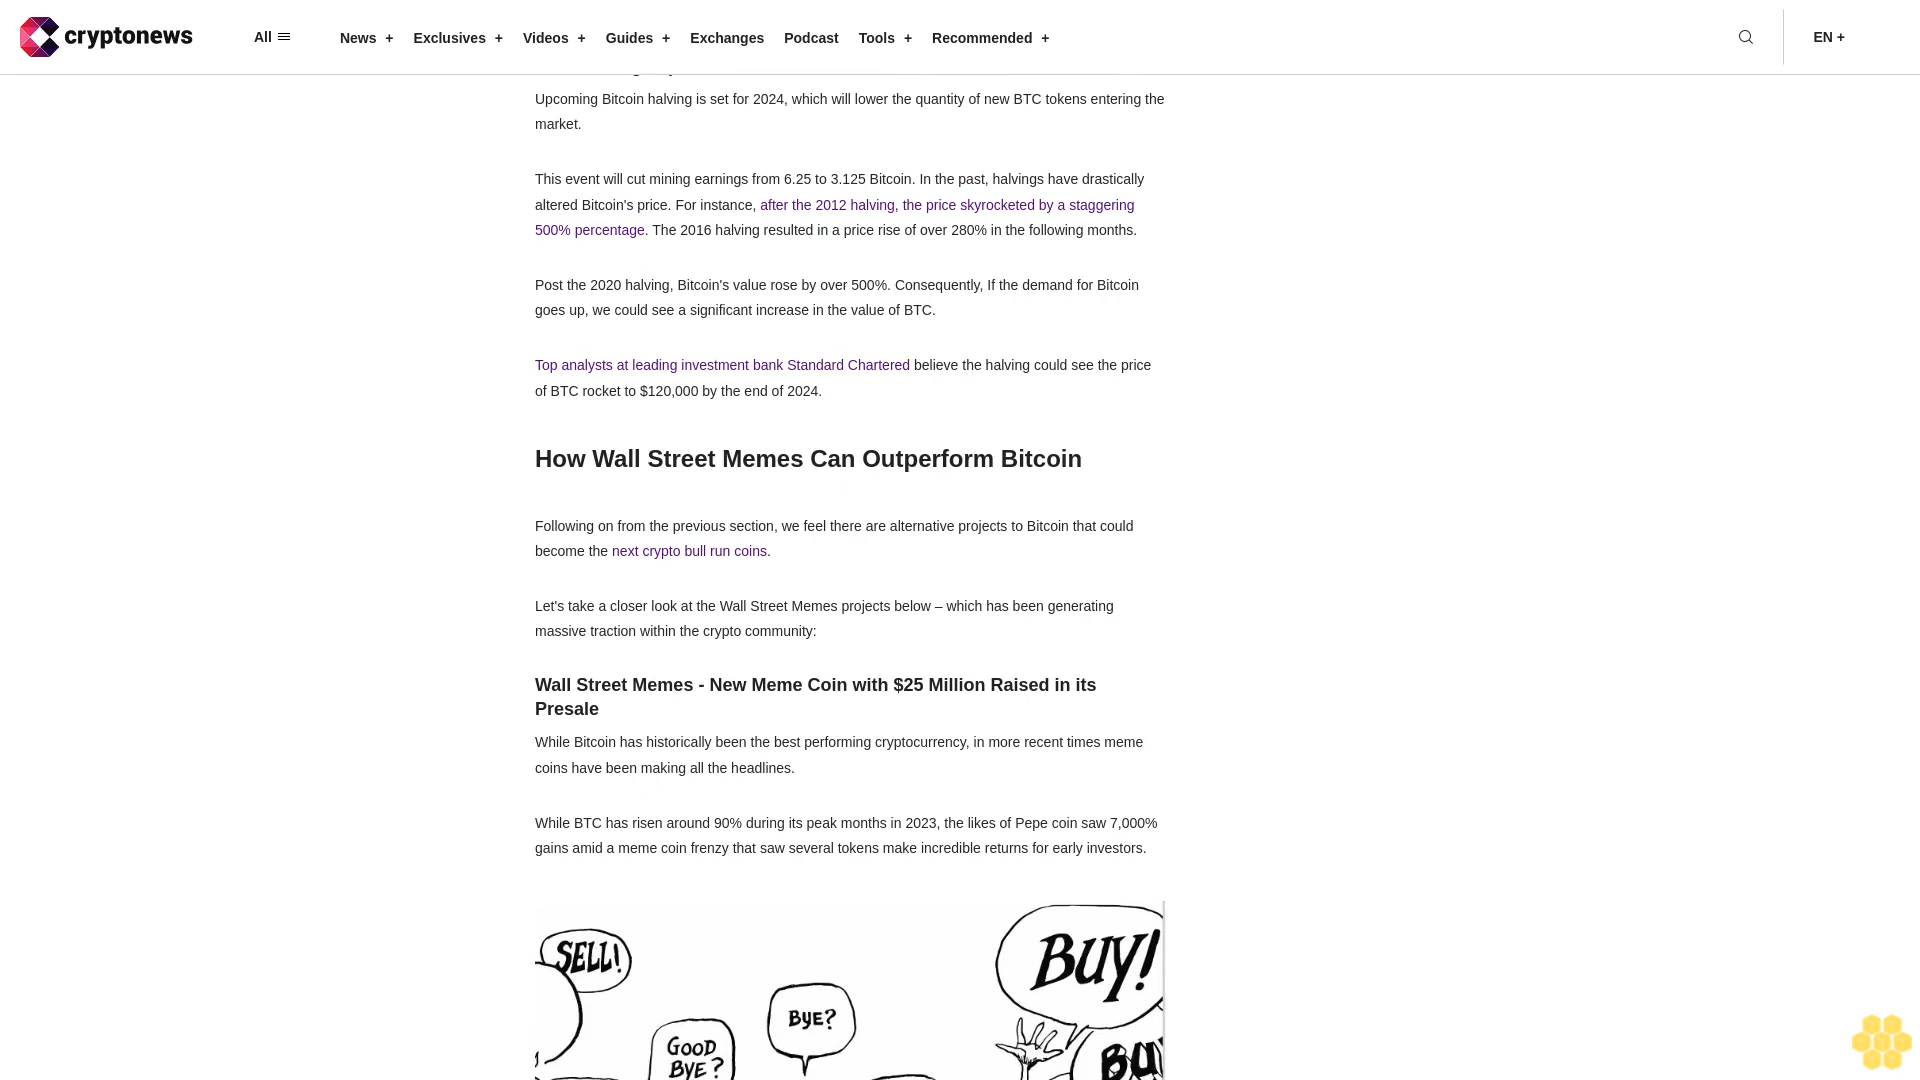 cryptonews
All
News + Exclusives + Videos + Guides + Exchanges Podcast Tools + Recommended +
EN +
Upcoming Bitcoin halving is set for 2024, which will lower the quantity of new BTC tokens entering the
market.
This event will cut mining earnings from 6.25 to 3.125 Bitcoin. In the past, halvings have drastically
altered Bitcoin's price. For instance, after the 2012 halving, the price skyrocketed by a staggering
500% percentage. The 2016 halving resulted in a price rise of over 280% in the following months.
Post the 2020 halving, Bitcoin's value rose by over 500%. Consequently, If the demand for Bitcoin
goes up, we could see a significant increase in the value of BTC.
Top analysts at leading investment bank Standard Chartered believe the halving could see the price
of BTC rocket to $120,000 by the end of 2024.
How Wall Street Memes Can Outperform Bitcoin
Following on from the previous section, we feel there are alternative projects to Bitcoin that could
become the next crypto bull run coins.
Let's take a closer look at the Wall Street Memes projects below – which has been generating
massive traction within the crypto community:
Wall Street Memes - New Meme Coin with $25 Million Raised in its
Presale
While Bitcoin has historically been the best performing cryptocurrency, in more recent times meme
coins have been making all the headlines.
While BTC has risen around 90% during its peak months in 2023, the likes of Pepe coin saw 7,000%
gains amid a meme coin frenzy that saw several tokens make incredible returns for early investors.
SELL!
BUY!
BYE?
GOOD
BYE?
BU